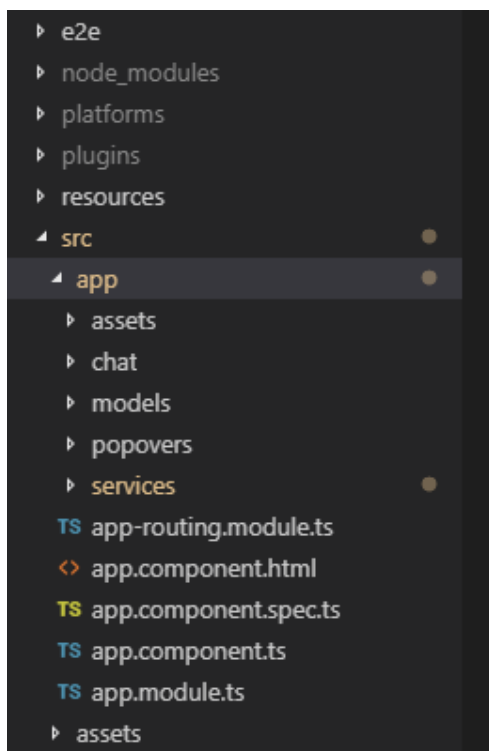 e2e
node_modules
platforms
plugins
resources
src
app
assets
chat
models
popovers
services
TS app-routing.module.ts
<> app.component.html
TS app.component.spec.ts
TS app.component.ts
TS app.module.ts
assets